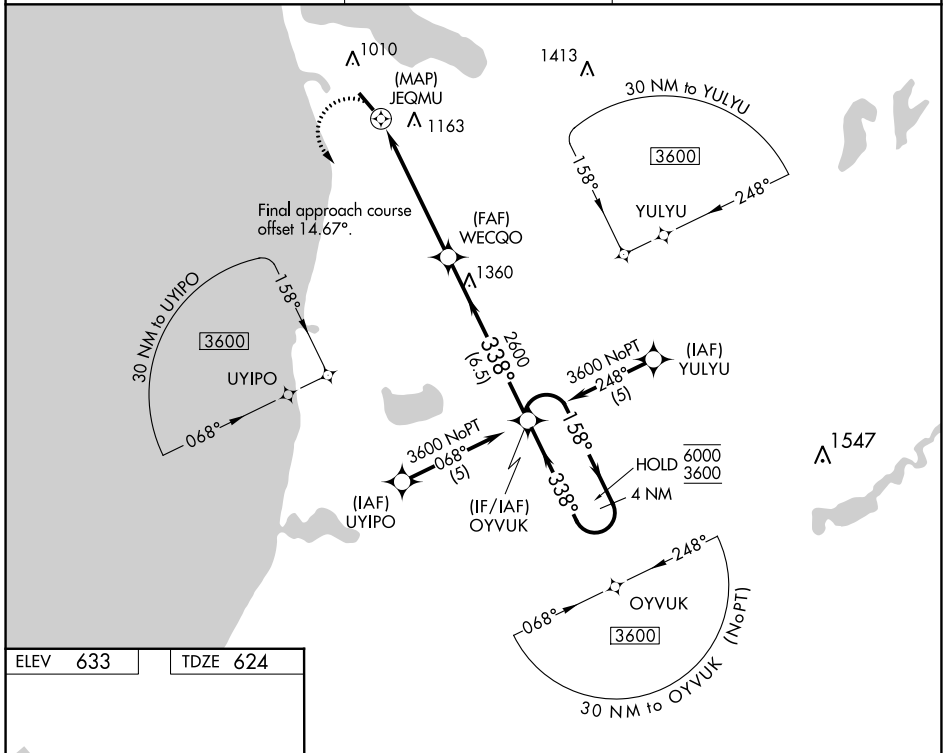 1010
1413
(MAP)
JEQMU
1163
30 NM to YULYU
3600
158°
248°
YULYU
Final approach course
offset 14.67°.
(FAF)
WECQO
1360
30 NM to UYIPO
158°
3600
UYIPO
068°
2600
338°
(6.5)
3600 NoPT
248°
(5)
(IAF)
YULYU
3600 NoPT
068°
(5)
(IAF)
UYIPO
(IF/IAF)
OYVUK
158°
338°
HOLD
6000
3600
4 NM
1547
248°
068°
OYVUK
3600
30 NM to OYVUK (NoPT)
ELEV 633
TDZE 624